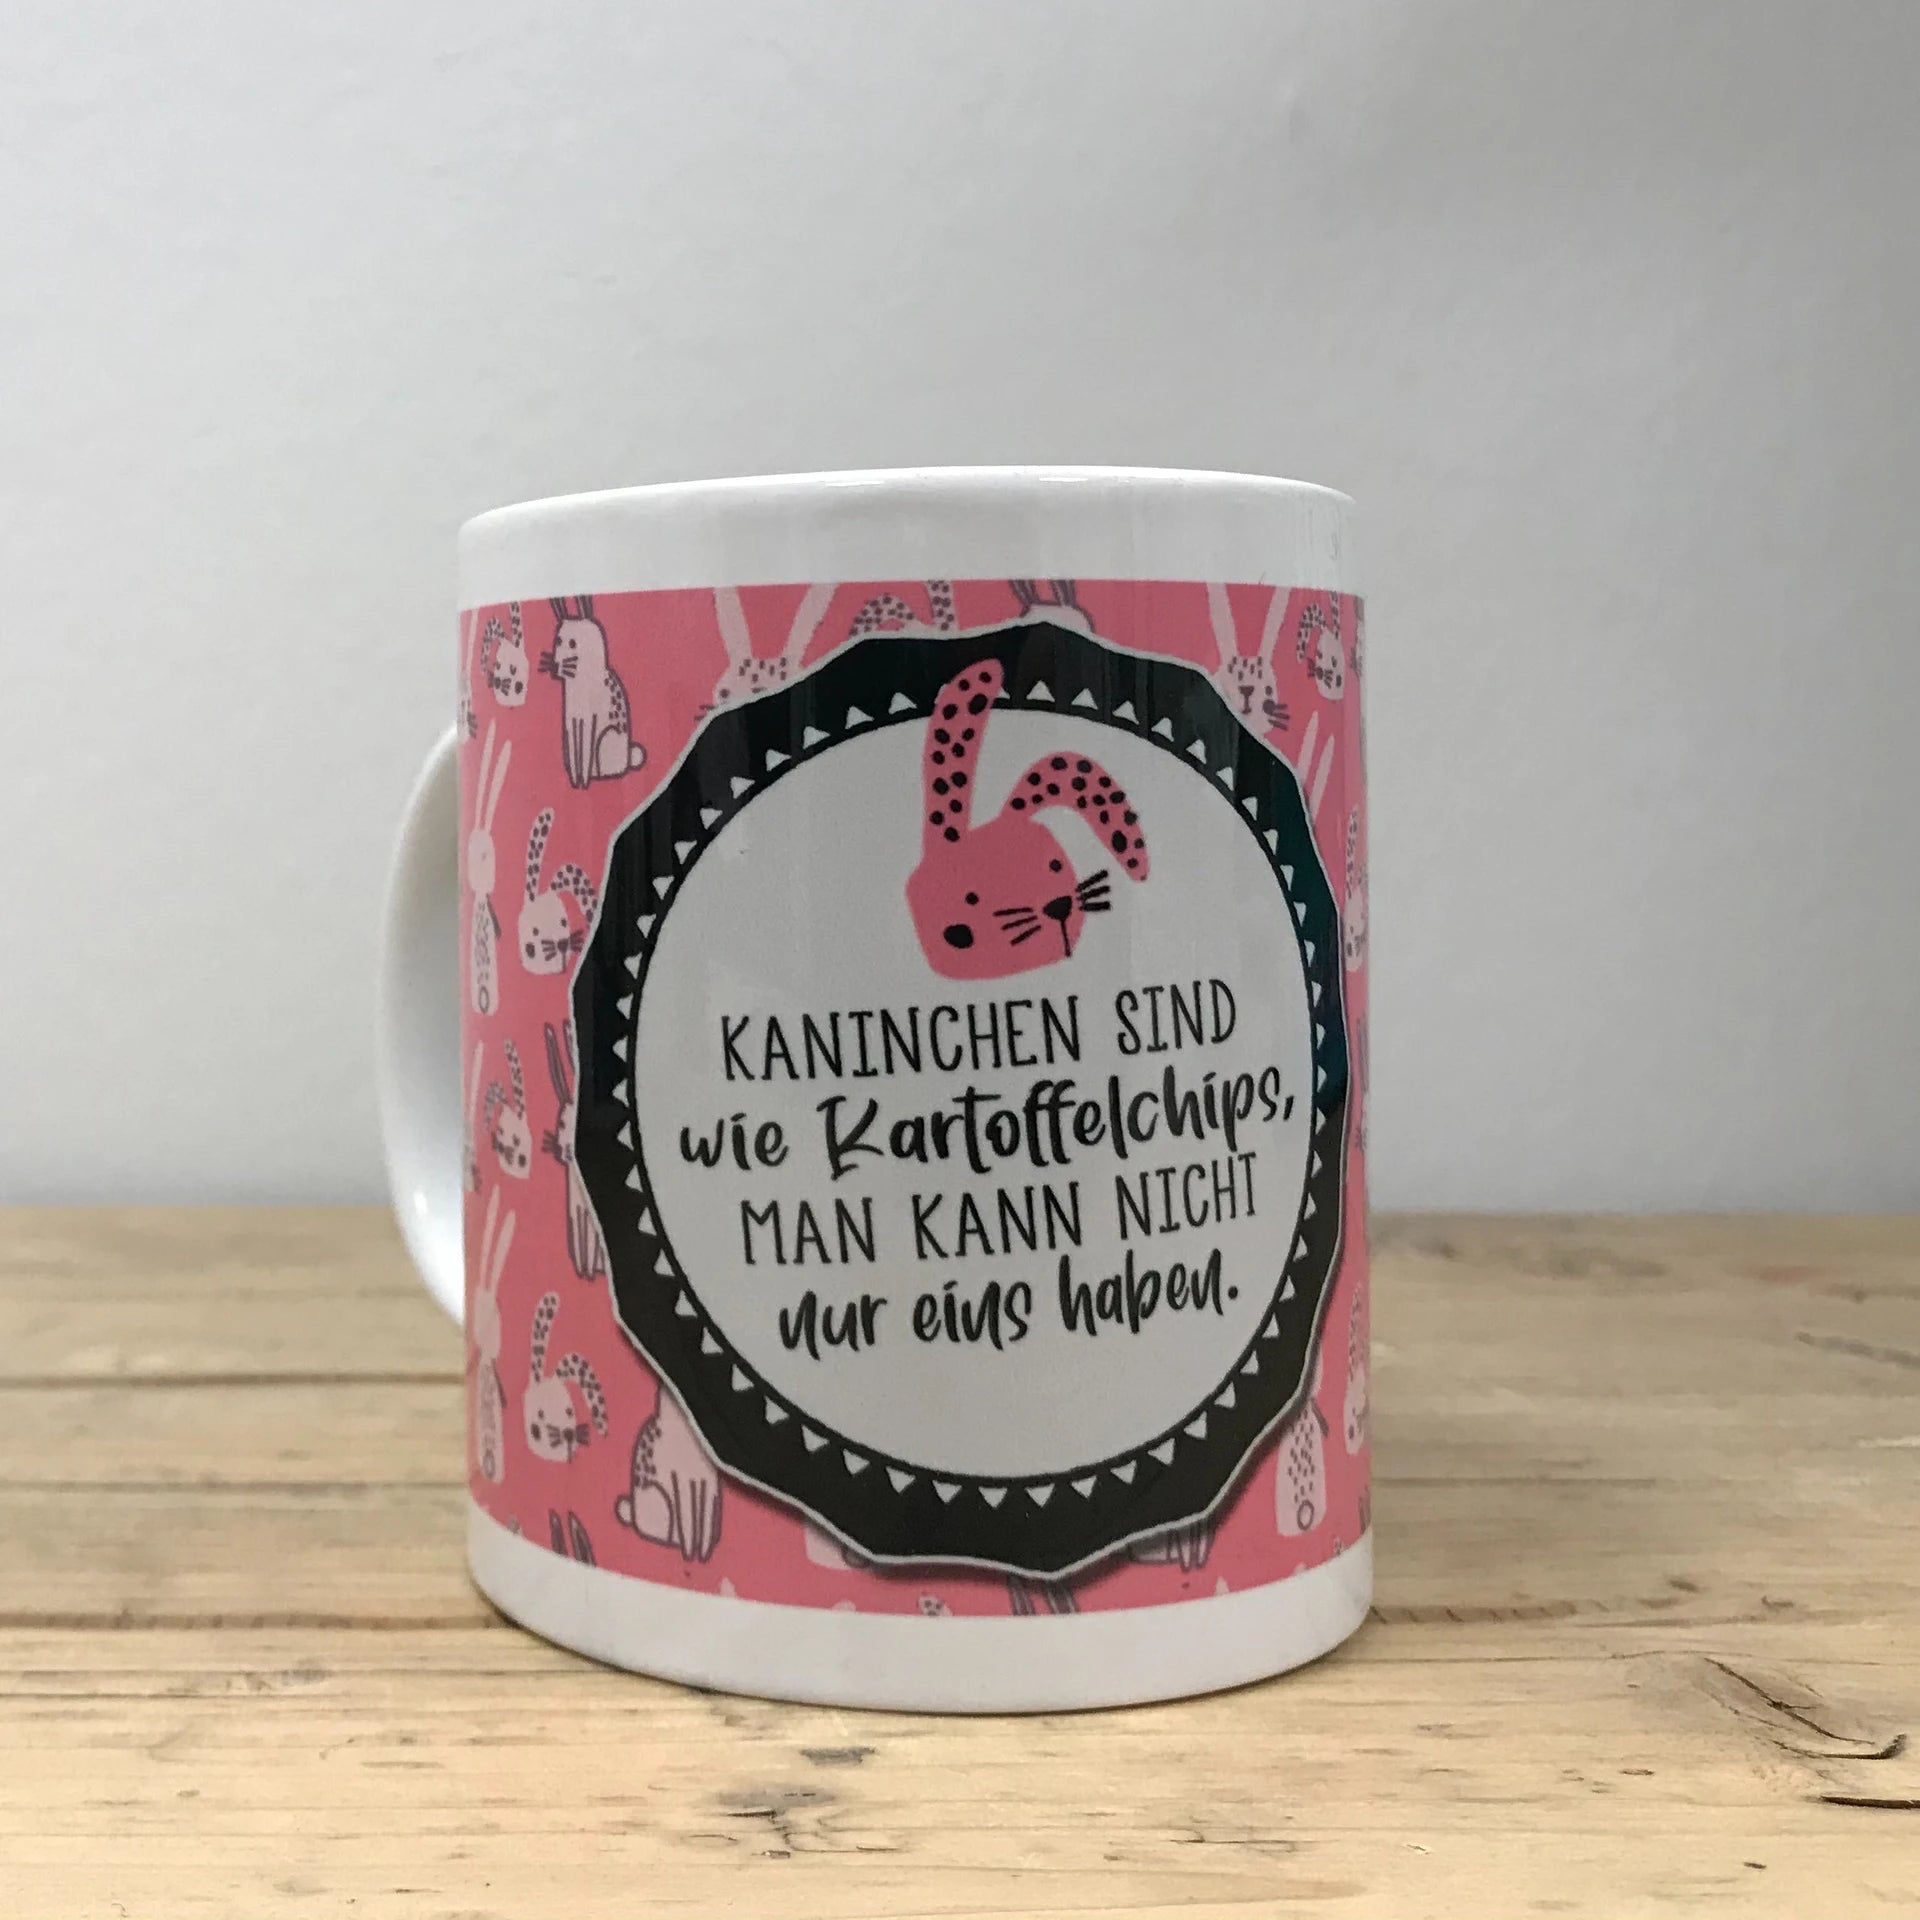 KANINCHEN SIND
wie Kartoffelchips,
MAN KANN NICHT
nur eins haben.